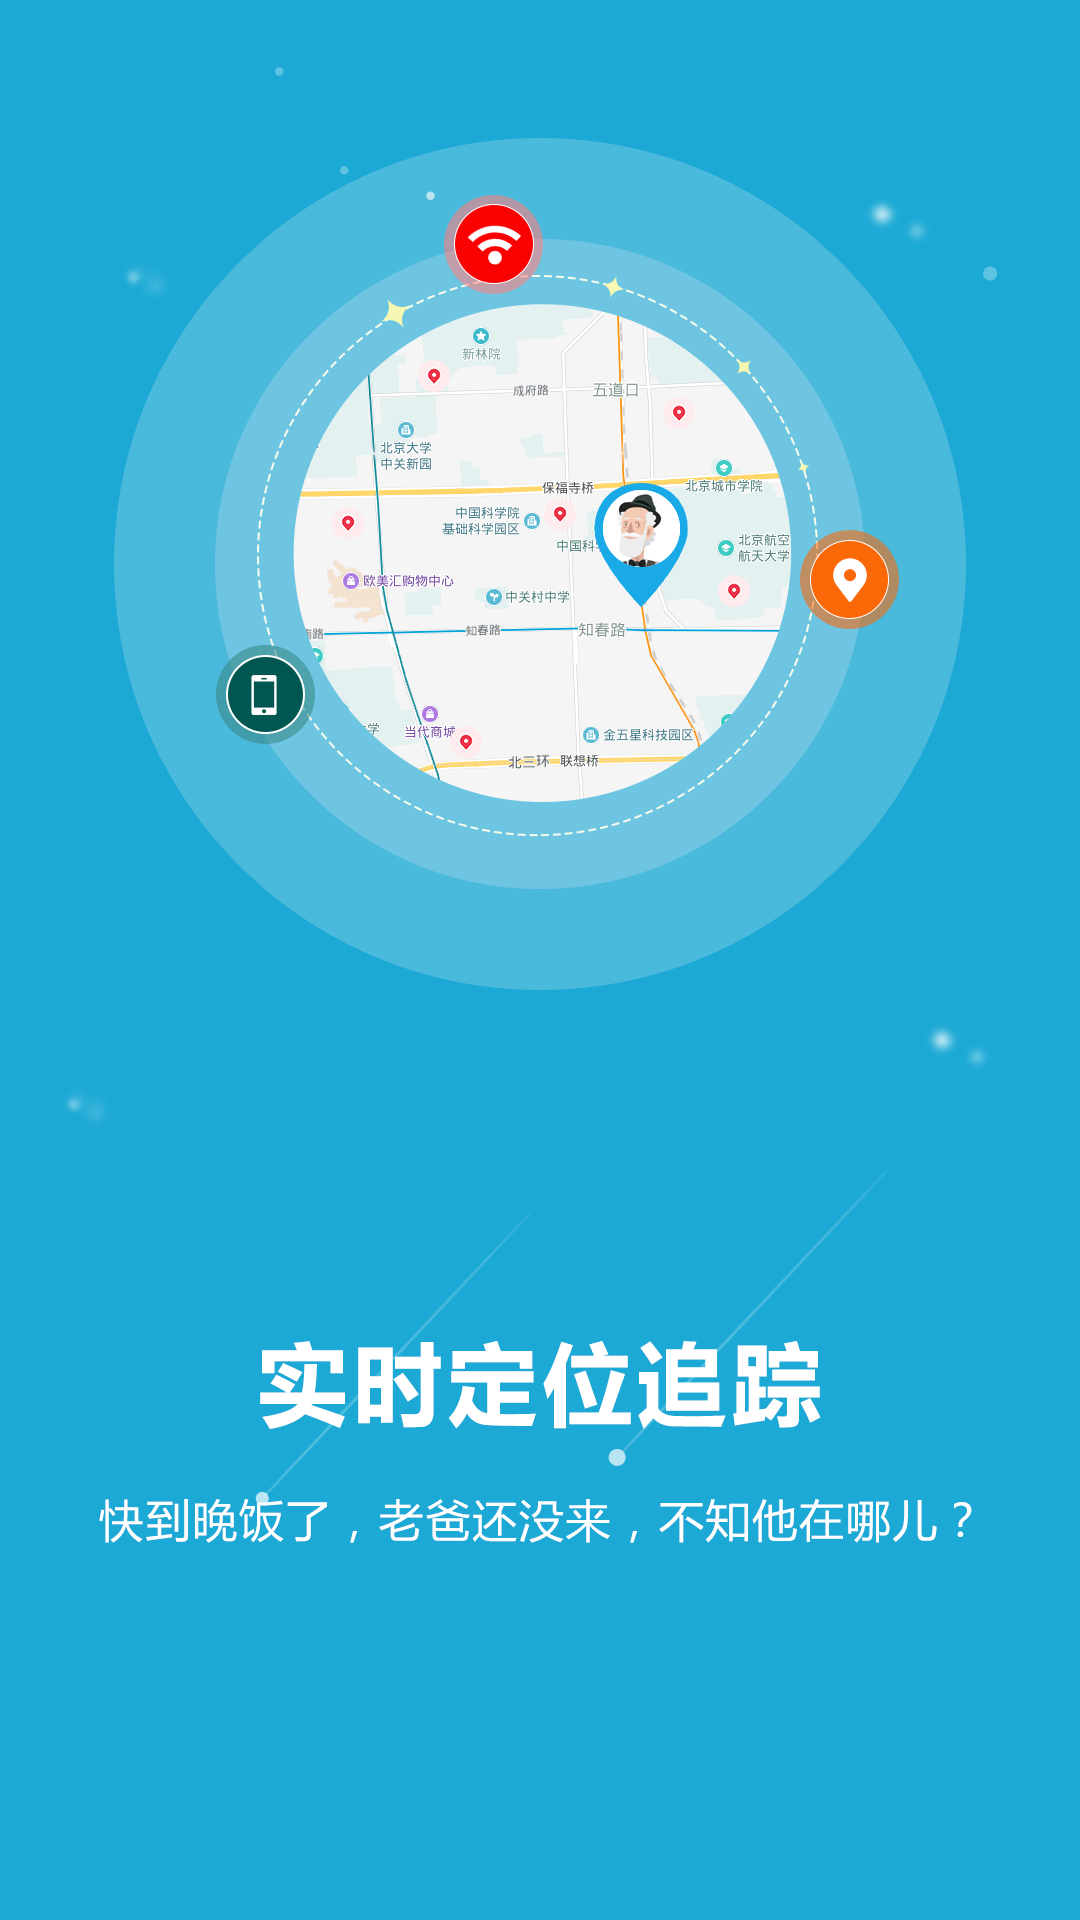 新林院
成府路
五道口
北京大学
中关新园
北京城市学院
保福寺桥
中国科学院
基础科学园区
中国科
北京航空
航天大学
欧美汇购物中心
中关村中学
南路
知春路
知春路
学
当代商城
金五星科技园区
北三环
联想桥
实时定位追踪
快到晚饭了，老爸还没来，不知他在哪儿？